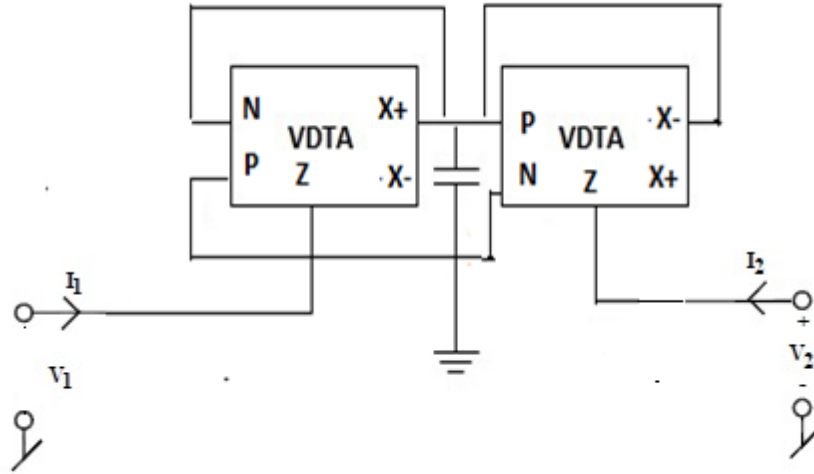 N X+ P X-
VDTA VDTA
P Z X- N Z X+
I1 I2
+
V1 V2
-